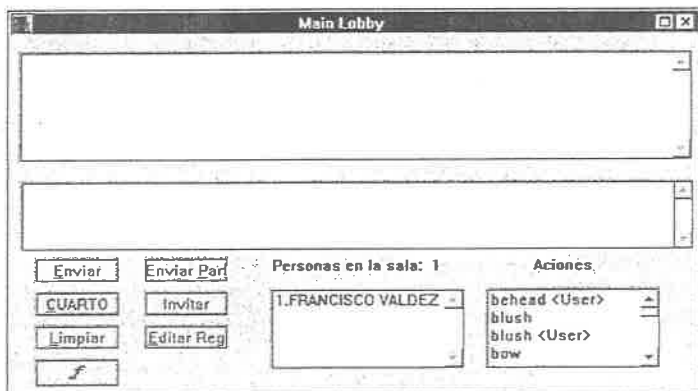 Main Lobby
Enviar
Enviar Pari
Personas en la sala: 1
Aciones
CUARTO
Invitar
1.FRANCISCO VALDEZ
behead <User>
blush
blush <User>
bow
Limpiar
Editar Reg
f